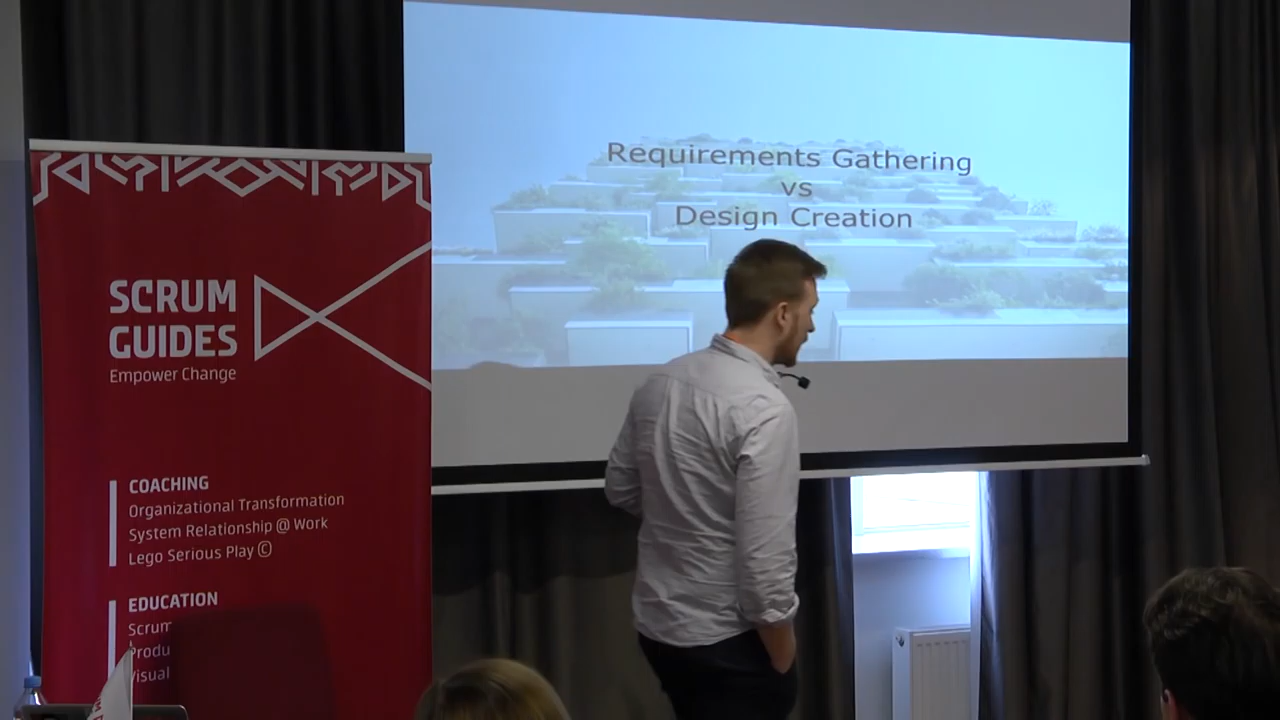 Requirements Gathering
vs
Design Creation
SCRUM
GUIDES
Empower Change
COACHING
Organizational Transformation
System Relationship @ Work
Lego Serious Play ©
EDUCATION
Scrum